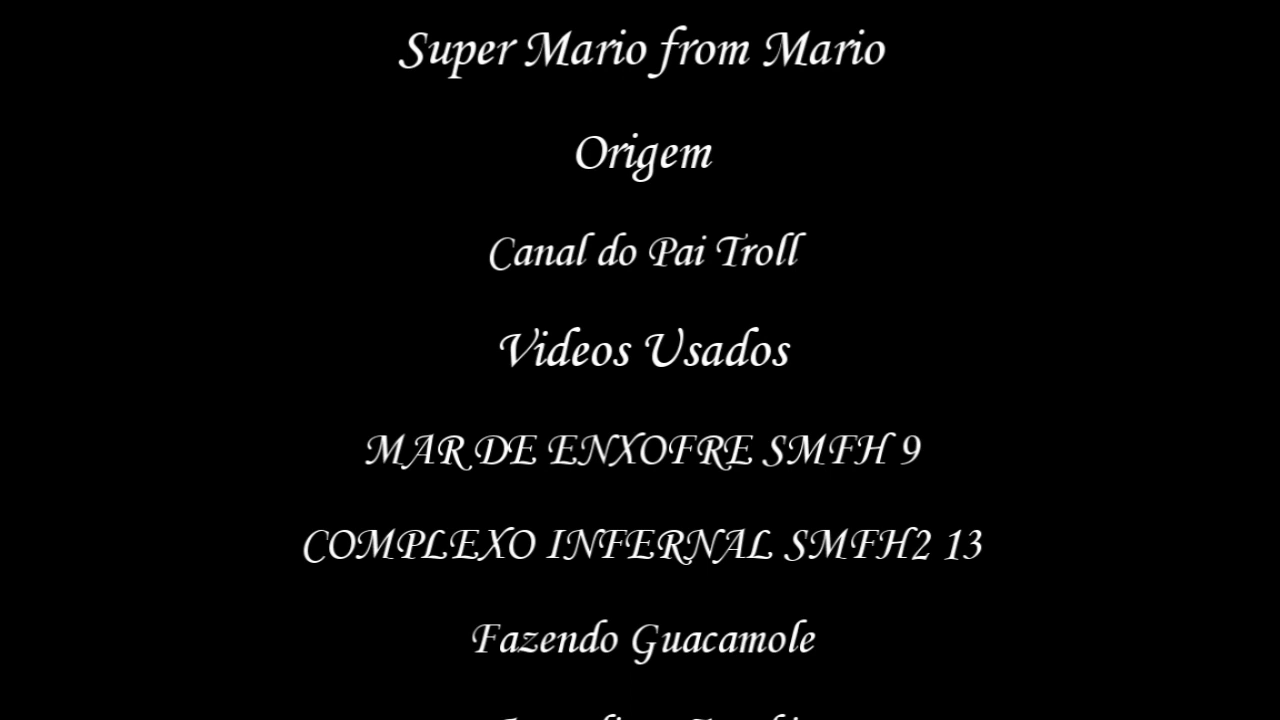 Super Mario from Mario
Origem
Canal do Pai Troll
Videos Usados
MAR DE ENXOFRE SMFH 9
COMPLEXO INFERNAL SMFH2 13
Fazendo Guacamole